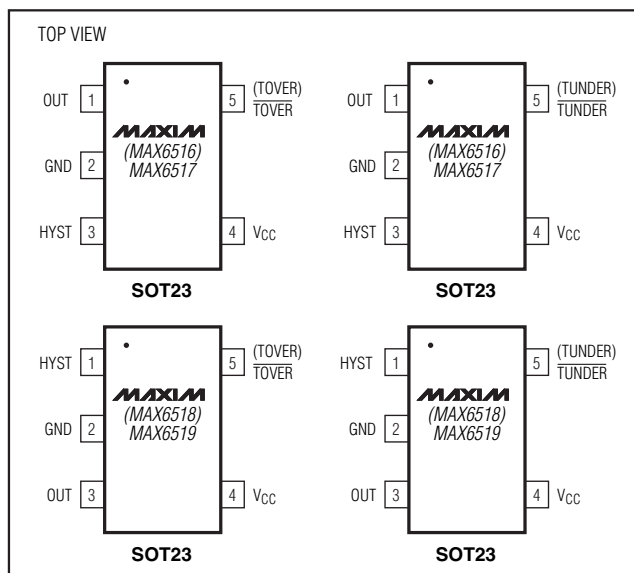 TOP VIEW
OUT 1
GND 2
HYST 3
5 (TOVER)
TOVER
4 VCC
MAXIM
(MAX6516)
MAX6517
SOT23
OUT 1
GND 2
HYST 3
5 (TUNDER)
TUNDER
4 VCC
MAXIM
(MAX6516)
MAX6517
SOT23
HYST 1
GND 2
OUT 3
5 (TOVER)
TOVER
4 VCC
MAXIM
(MAX6518)
MAX6519
SOT23
HYST 1
GND 2
OUT 3
5 (TUNDER)
TUNDER
4 VCC
MAXIM
(MAX6518)
MAX6519
SOT23